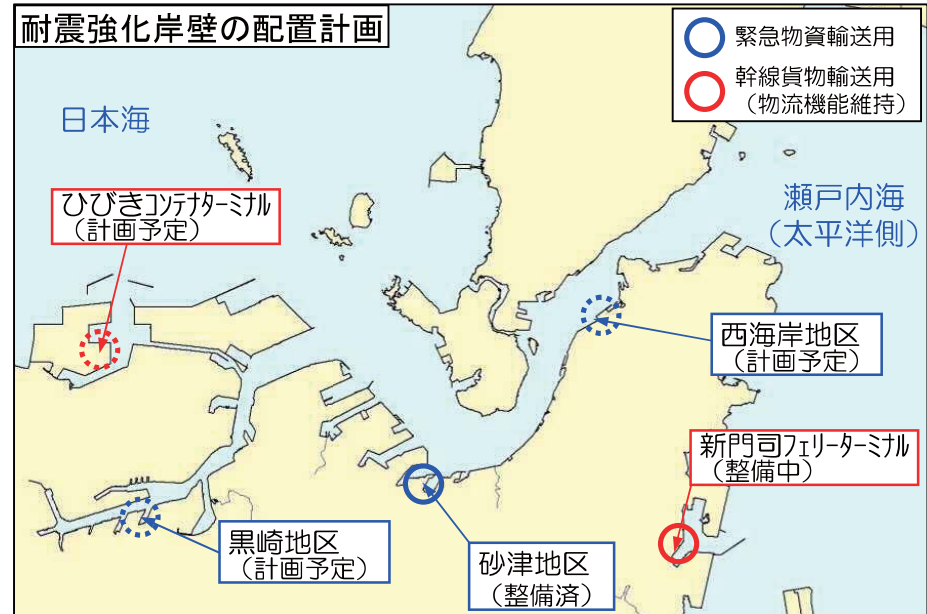 耐震強化岸壁の配置計画
緊急物資輸送用
幹線貨物輸送用
（物流機能維持）
日本海
瀬戸内海
（太平洋側）
ひびきコンテナターミナル
（計画予定）
西海岸地区
（計画予定）
新門司フェリーターミナル
（整備中）
黒崎地区
（計画予定）
砂津地区
（整備済）